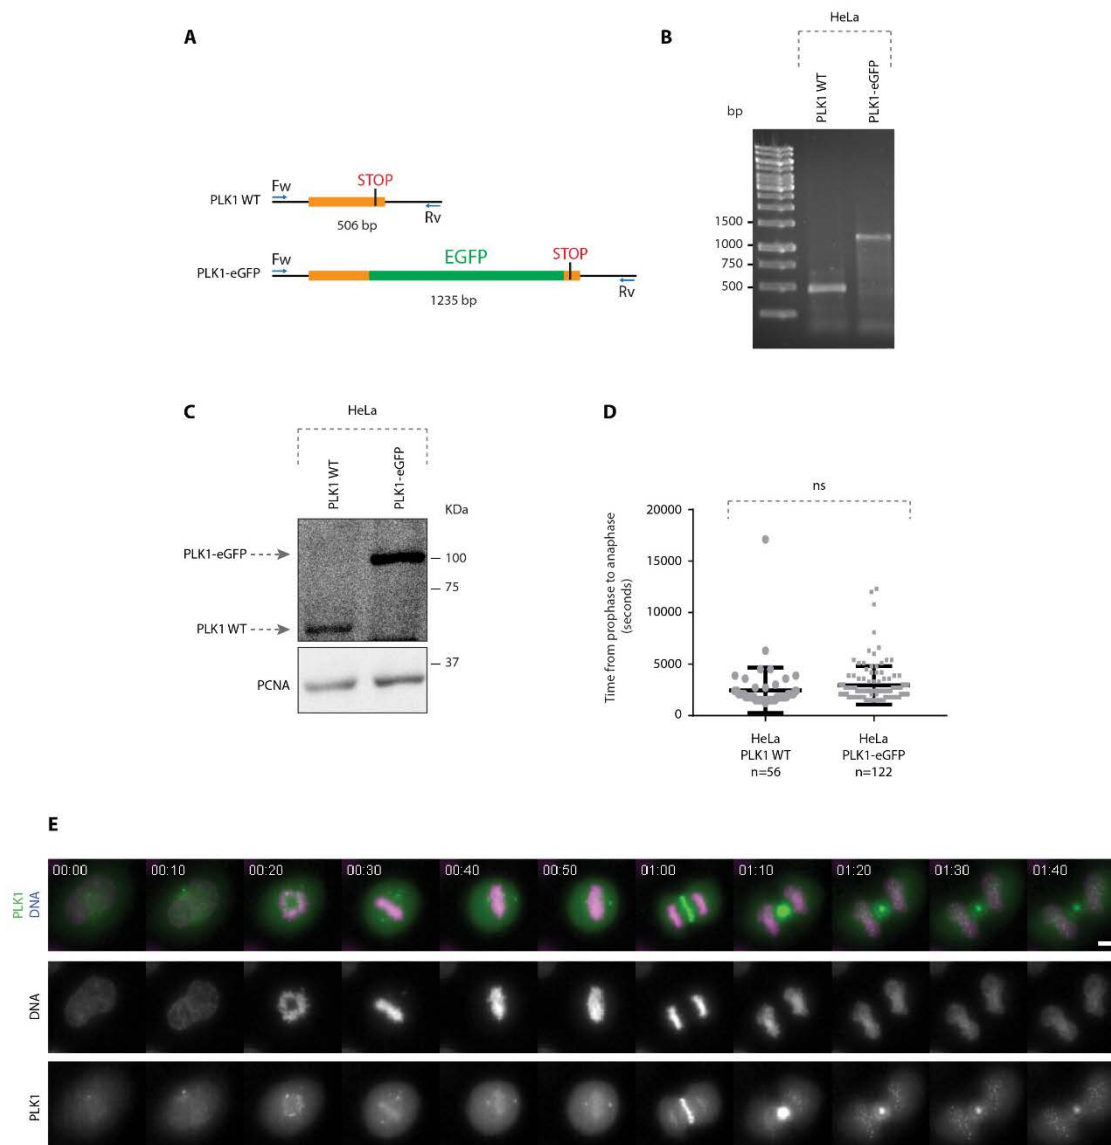 A
Fw
STOP
PLK1 WT
Rv
506 bp
EGFP
STOP
Fw
PLK1-eGFP
Rv
1235 bp
B
HeLa
PLK1 WT
PLK1-eGFP
bp
1500
1000
750
500
C
HeLa
PLK1 WT
PLK1-eGFP
KDa
PLK1-eGFP
100
75
PLK1 WT
37
PCNA
D
ns
20000
15000
10000
5000
0
Time from prophase to anaphase
(seconds)
HeLa
PLK1 WT
n=56
HeLa
PLK1-eGFP
n=122
E
PLK1
DNA
00:00 00:10 00:20 00:30 00:40 00:50 01:00 01:10 01:20 01:30 01:40
DNA
PLK1